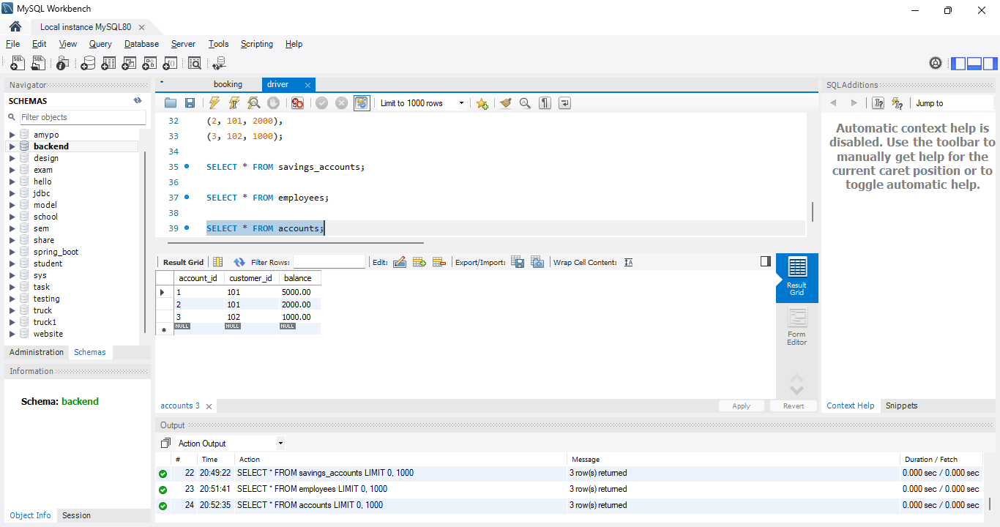 MySQL Workbench
Local instance MySQL80
File Edit View Query Database Server Tools Scripting Help
Navigator
SCHEMAS
Filter objects
amypo
backend
design
exam
hello
jdbc
model
school
sem
share
spring_boot
student
sys
task
testing
truck
truck1
website
Administration Schemas
Information
Schema: backend
Object Info Session
booking driver
Limit to 1000 rows
32 (2, 101, 2000),
33 (3, 102, 1000);
34
35 SELECT * FROM savings_accounts;
36
37 SELECT * FROM employees;
38
39 SELECT * FROM accounts;
Result Grid Filter Rows: Edit: Export/Import: Wrap Cell Content:
account_id customer_id balance
1 101 5000.00
2 101 2000.00
3 102 1000.00
NULL NULL NULL
Result
Grid
Form
Editor
accounts 3 Apply Revert
SQLAdditions
Jump to
Automatic context help is
disabled. Use the toolbar to
manually get help for the
current caret position or to
toggle automatic help.
Context Help Snippets
Output
Action Output
# Time Action Message Duration / Fetch
22 20:49:22 SELECT * FROM savings_accounts LIMIT 0, 1000 3 row(s) returned 0.000 sec / 0.000 sec
23 20:51:41 SELECT * FROM employees LIMIT 0, 1000 3 row(s) returned 0.000 sec / 0.000 sec
24 20:52:35 SELECT * FROM accounts LIMIT 0, 1000 3 row(s) returned 0.000 sec / 0.000 sec